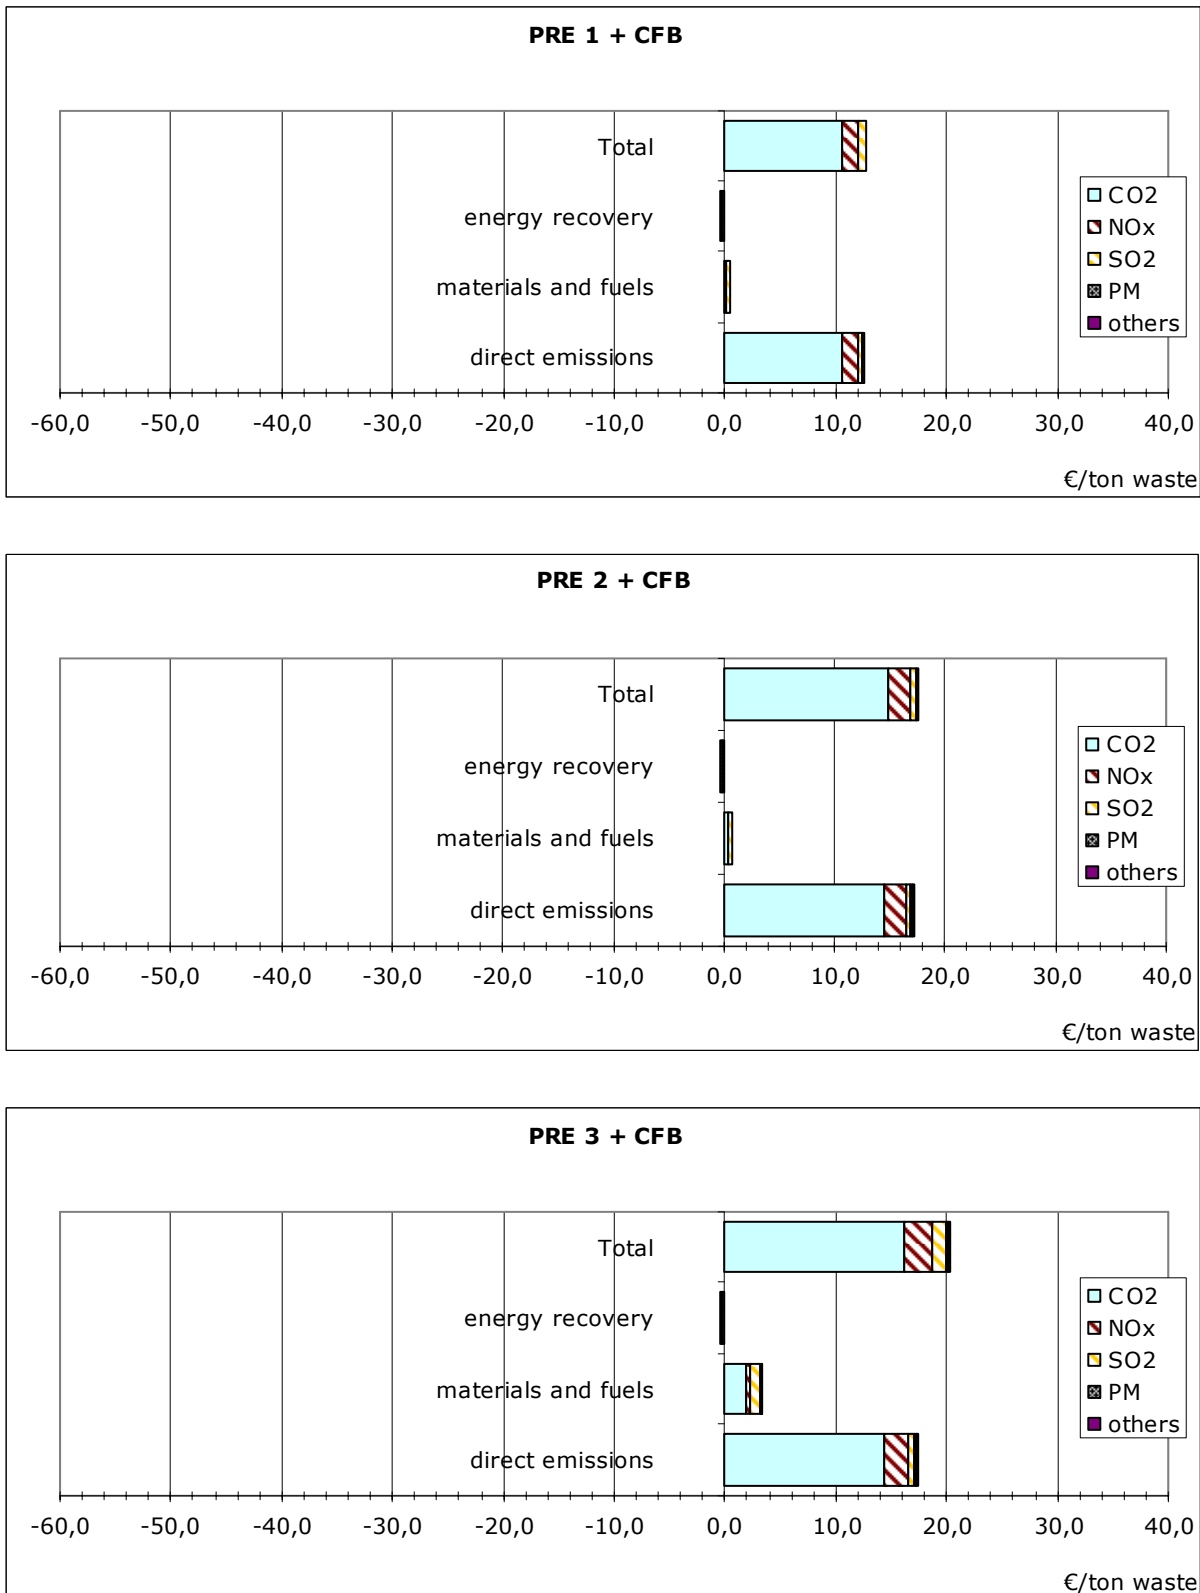 PRE 1 + CFB
Total
energy recovery
materials and fuels
direct emissions
CO2
NOx
SO2
PM
others
-60,0 -50,0 -40,0 -30,0 -20,0 -10,0 0,0 10,0 20,0 30,0 40,0
€/ton waste
PRE 2 + CFB
Total
energy recovery
materials and fuels
direct emissions
CO2
NOx
SO2
PM
others
-60,0 -50,0 -40,0 -30,0 -20,0 -10,0 0,0 10,0 20,0 30,0 40,0
€/ton waste
PRE 3 + CFB
Total
energy recovery
materials and fuels
direct emissions
CO2
NOx
SO2
PM
others
-60,0 -50,0 -40,0 -30,0 -20,0 -10,0 0,0 10,0 20,0 30,0 40,0
€/ton waste